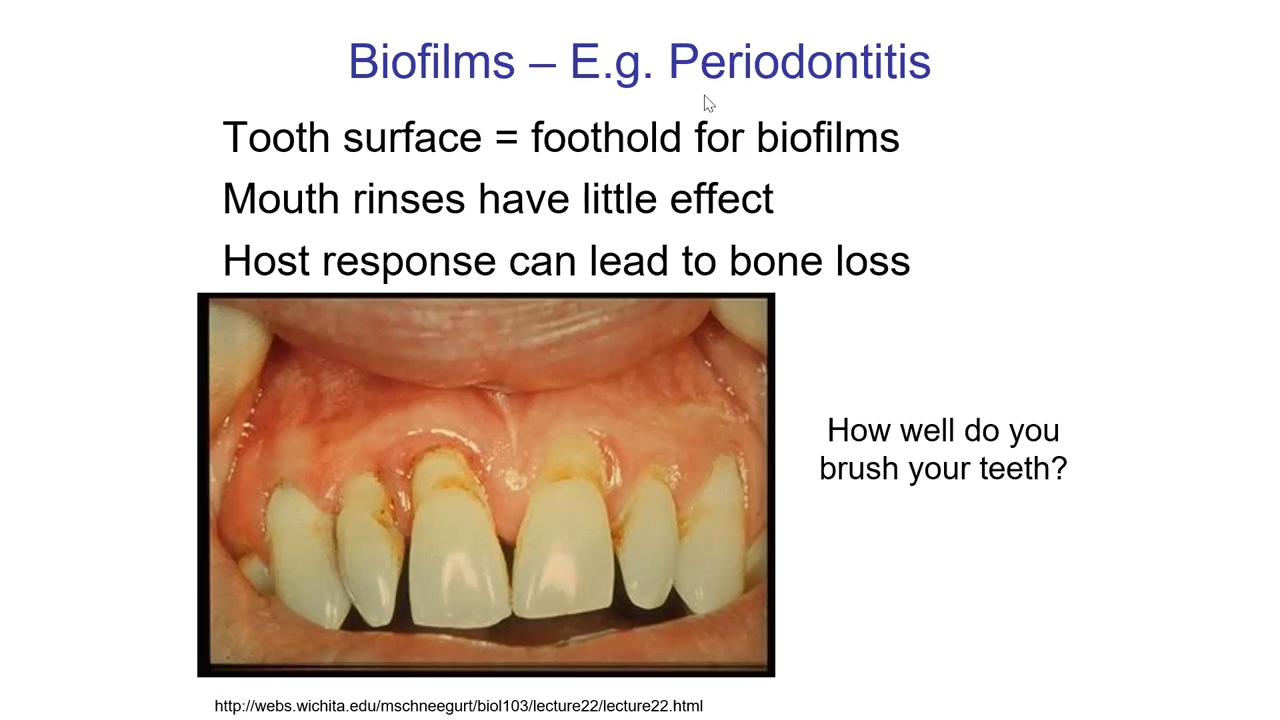 Biofilms – E.g. Periodontitis
Tooth surface = foothold for biofilms
Mouth rinses have little effect
Host response can lead to bone loss
How well do you
brush your teeth?
http://webs.wichita.edu/mschneegurt/biol103/lecture22/lecture22.html